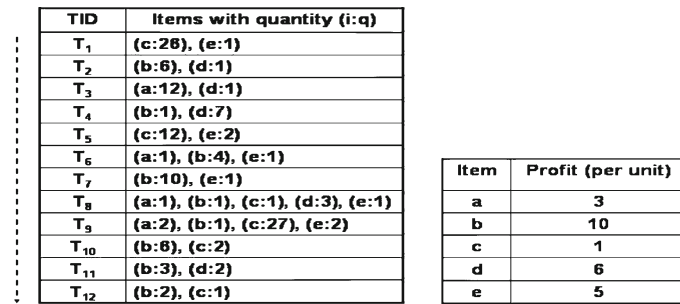 TID Items with quantity (i:q)
T1 (c:26), (e:1)
T2 (b:6), (d:1)
T3 (a:12), (d:1)
T4 (b:1), (d:7)
T5 (c:12), (e:2)
T6 (a:1), (b:4), (e:1)
T7 (b:10), (e:1)
T8 (a:1), (b:1), (c:1), (d:3), (e:1)
T9 (a:2), (b:1), (c:27), (e:2)
T10 (b:6), (c:2)
T11 (b:3), (d:2)
T12 (b:2), (c:1)
Item Profit (per unit)
a 3
b 10
c 1
d 6
e 5